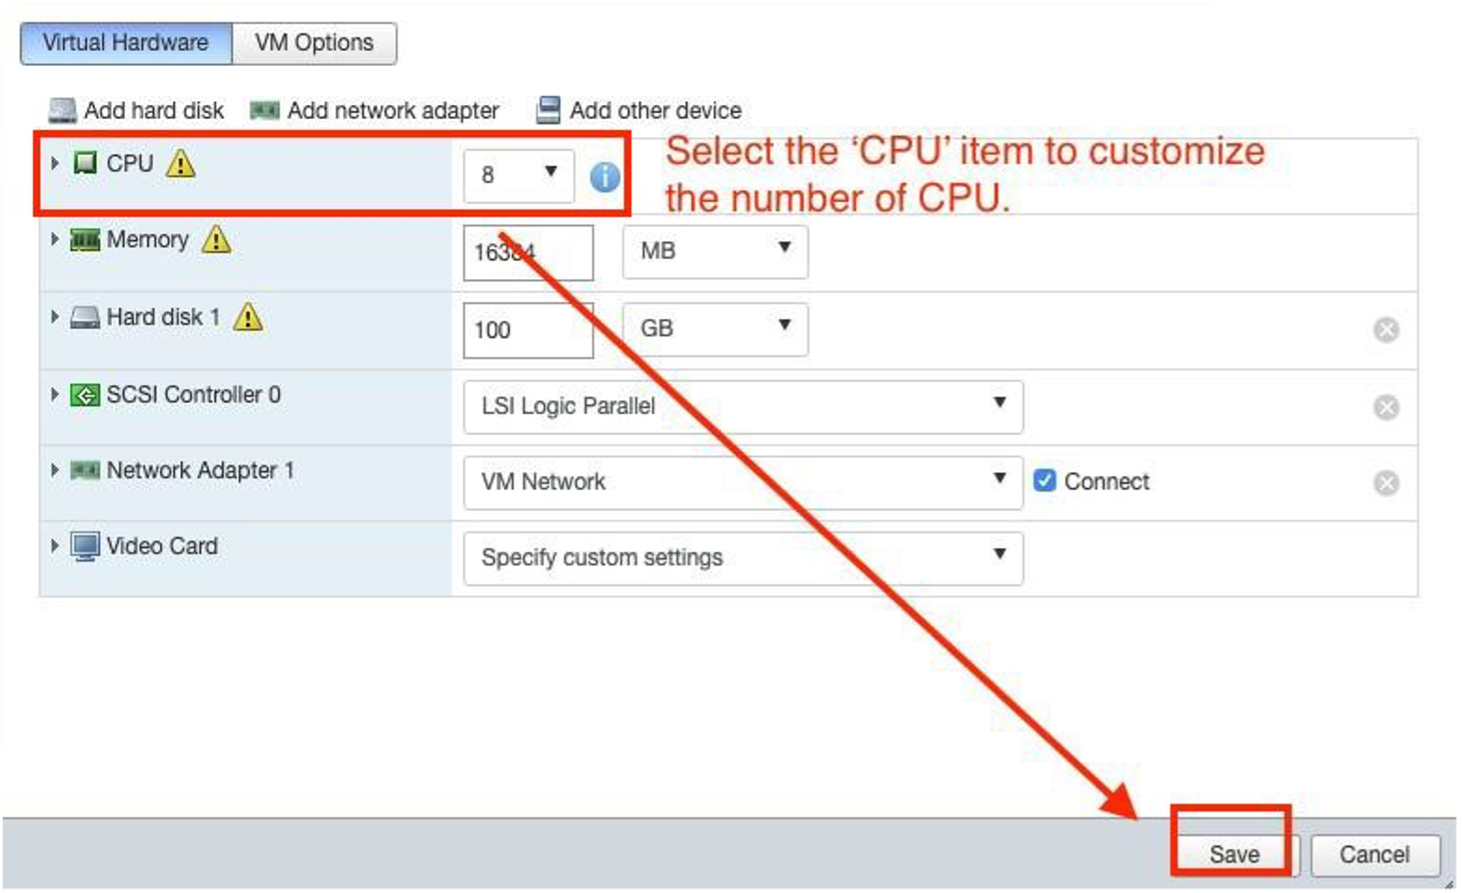 Virtual Hardware VM Options
Add hard disk Add network adapter Add other device
CPU 8
Select the ‘CPU’ item to customize
the number of CPU.
Memory 16384 MB
Hard disk 1 100 GB
SCSI Controller 0 LSI Logic Parallel
Network Adapter 1 VM Network Connect
Video Card Specify custom settings
Save Cancel